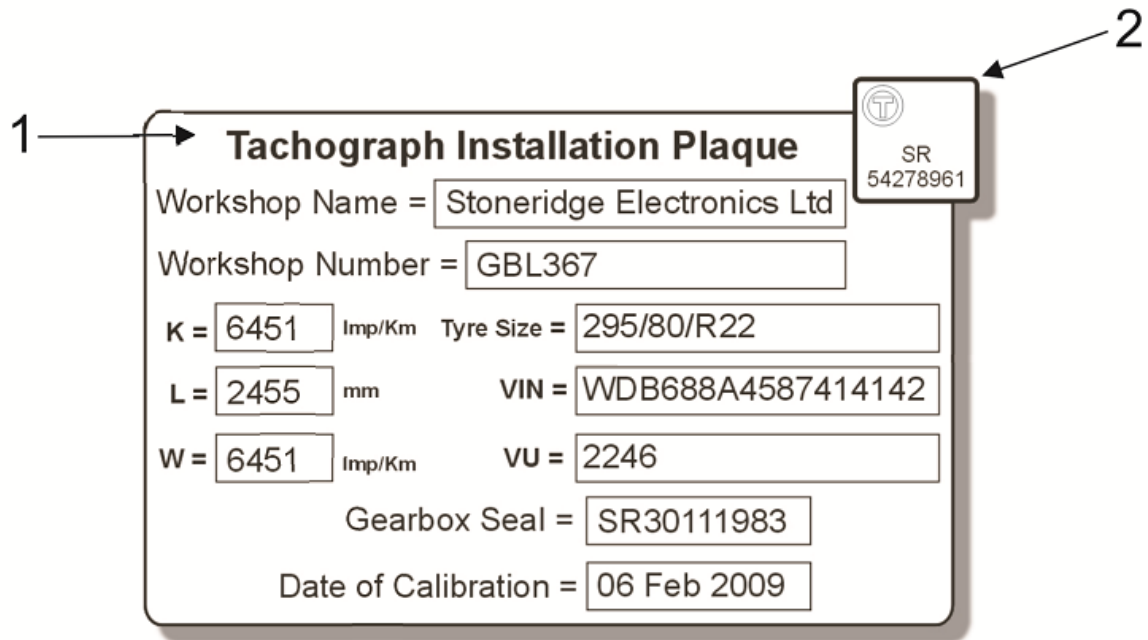 2
1
Tachograph Installation Plaque
T
SR
54278961
Workshop Name = Stoneridge Electronics Ltd
Workshop Number = GBL367
K = 6451 Imp/Km Tyre Size = 295/80/R22
L = 2455 mm VIN = WDB688A4587414142
W = 6451 Imp/Km VU = 2246
Gearbox Seal = SR30111983
Date of Calibration = 06 Feb 2009